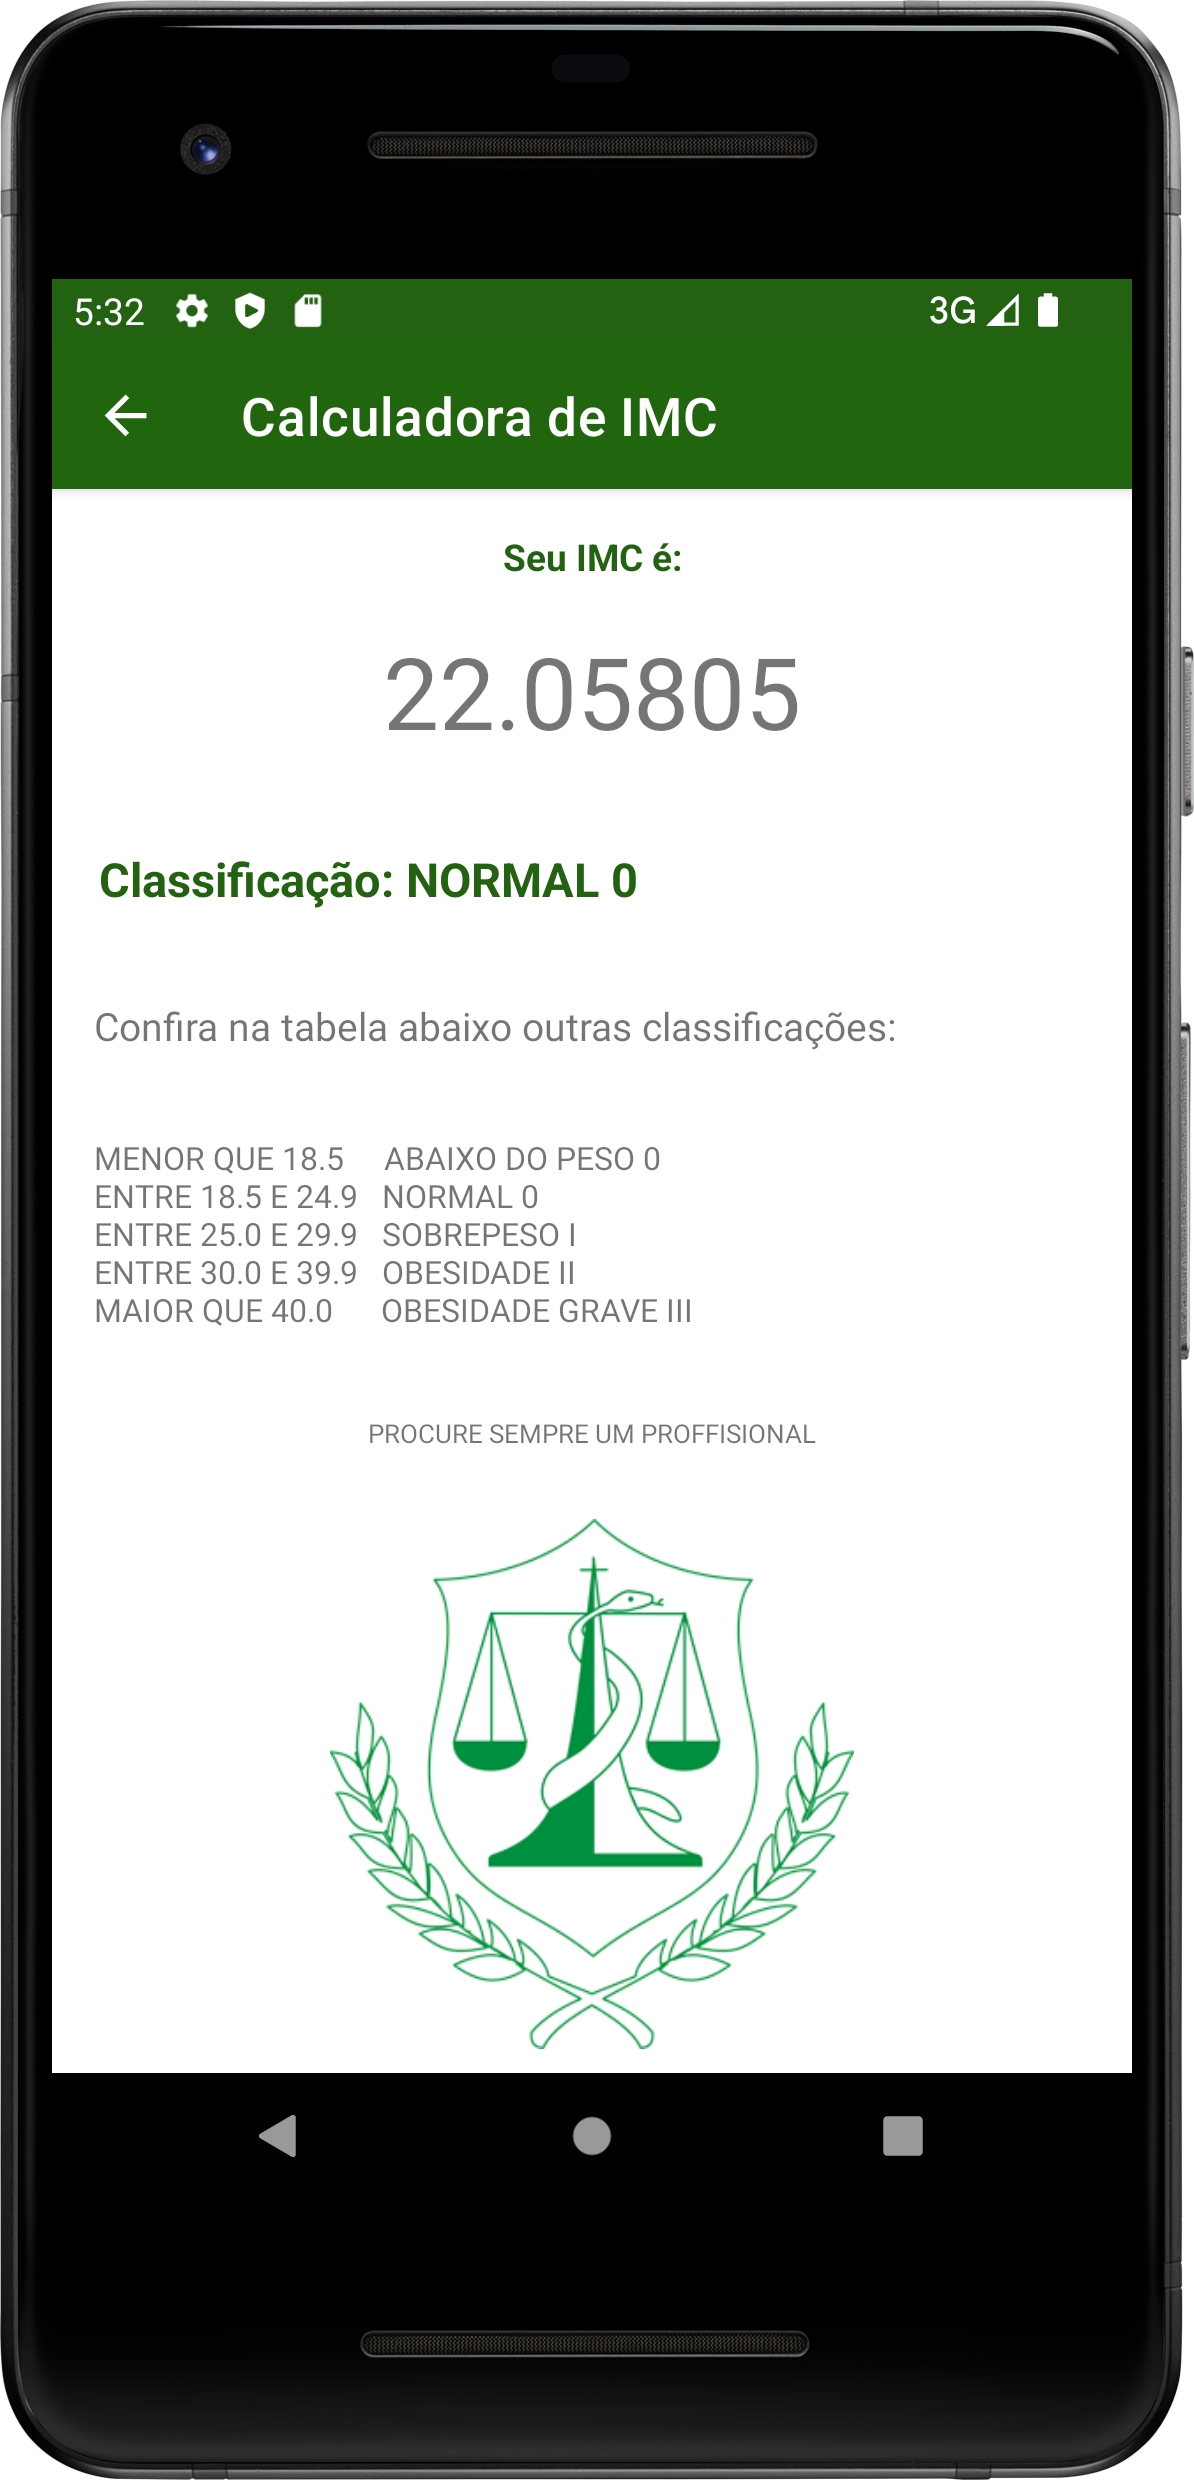 5:32 3G
Calculadora de IMC
Seu IMC é:
22.05805
Classificação: NORMAL 0
Confira na tabela abaixo outras classificações:
MENOR QUE 18.5 ABAIXO DO PESO 0
ENTRE 18.5 E 24.9 NORMAL 0
ENTRE 25.0 E 29.9 SOBREPESO I
ENTRE 30.0 E 39.9 OBESIDADE II
MAIOR QUE 40.0 OBESIDADE GRAVE III
PROCURE SEMPRE UM PROFFISIONAL